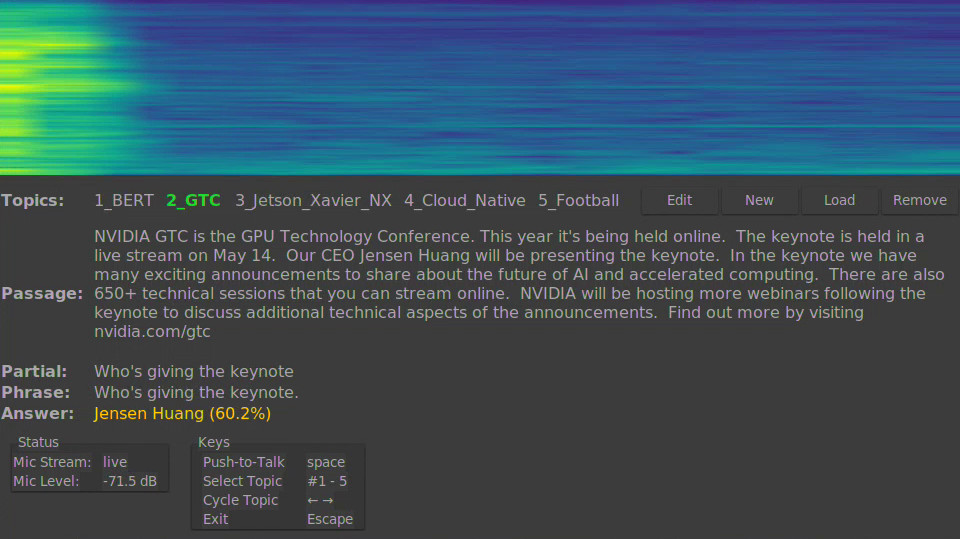 Topics: 1_BERT 2_GTC 3_Jetson_Xavier_NX 4_Cloud_Native 5_Football Edit New Load Remove
NVIDIA GTC is the GPU Technology Conference. This year it's being held online.  The keynote is held in a
live stream on May 14.  Our CEO Jensen Huang will be presenting the keynote.  In the keynote we have
many exciting announcements to share about the future of AI and accelerated computing.  There are also
Passage: 650+ technical sessions that you can stream online.  NVIDIA will be hosting more webinars following the
keynote to discuss additional technical aspects of the announcements.  Find out more by visiting
nvidia.com/gtc
Partial: Who's giving the keynote
Phrase: Who's giving the keynote.
Answer: Jensen Huang (60.2%)
Status
Mic Stream: live
Mic Level: -71.5 dB
Keys
Push-to-Talk space
Select Topic #1 - 5
Cycle Topic ←→
Exit Escape